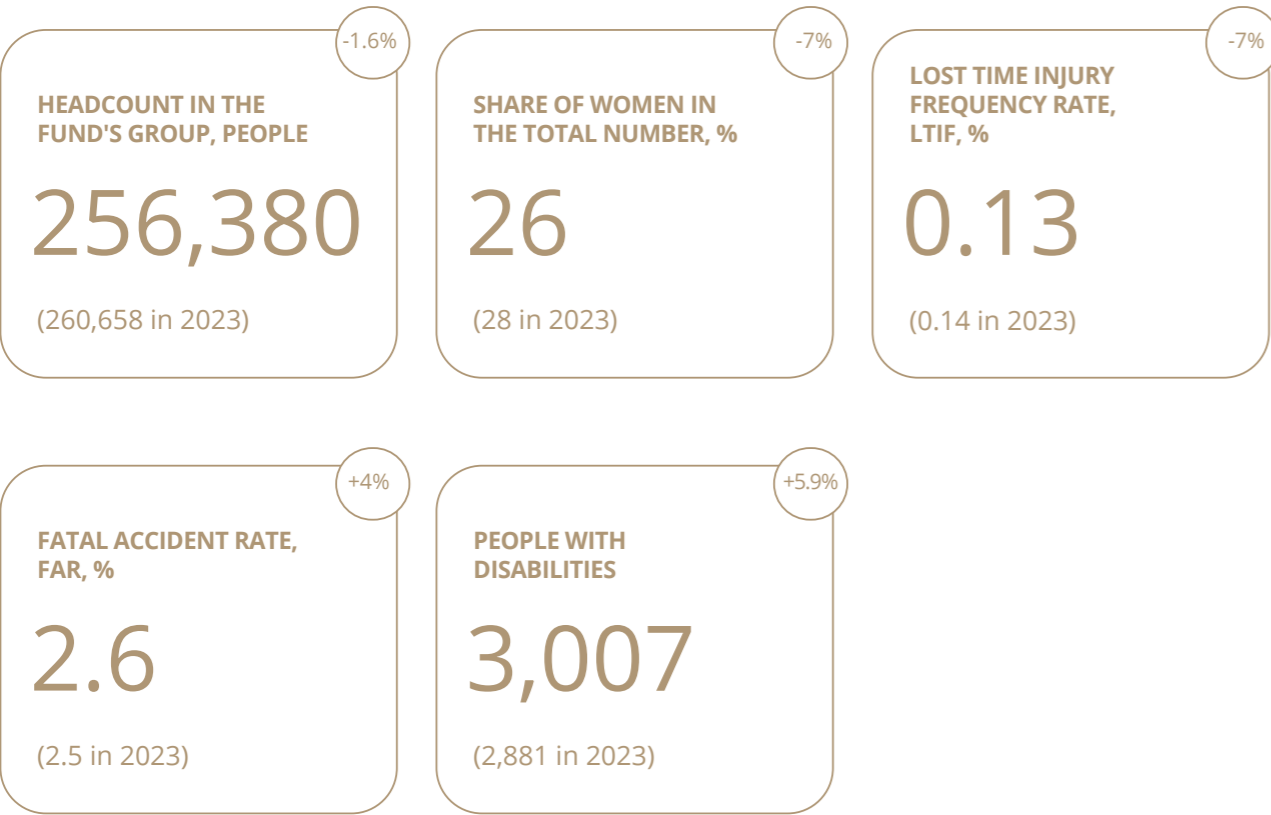 -1.6%
HEADCOUNT IN THE
FUND'S GROUP, PEOPLE
256,380
(260,658 in 2023)
-7%
SHARE OF WOMEN IN
THE TOTAL NUMBER, %
26
(28 in 2023)
-7%
LOST TIME INJURY
FREQUENCY RATE,
LTIF, %
0.13
(0.14 in 2023)
+4%
FATAL ACCIDENT RATE,
FAR, %
2.6
(2.5 in 2023)
+5.9%
PEOPLE WITH
DISABILITIES
3,007
(2,881 in 2023)